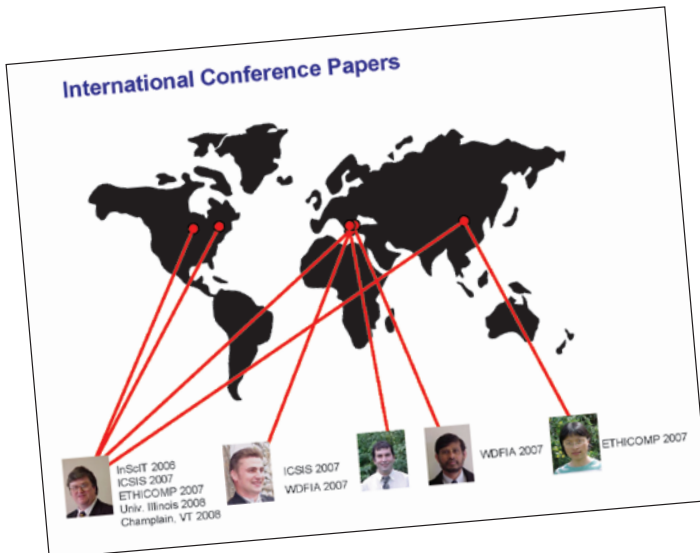 International Conference Papers
InSciT 2006
ICSIS 2007
ETHICOMP 2007
Univ. Illinois 2008
Champlain, VT 2008
ICSIS 2007
WDFIA 2007
WDFIA 2007
ETHICOMP 2007